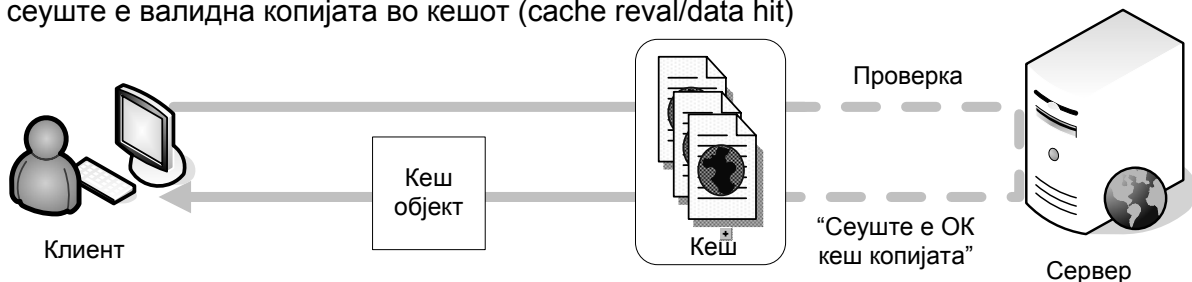 сеуште е валидна копијата во кешот (cache reval/data hit)
Проверка
Кеш
објект
Клиент
Кеш
“Сеуште е ОК
кеш копијата”
Сервер